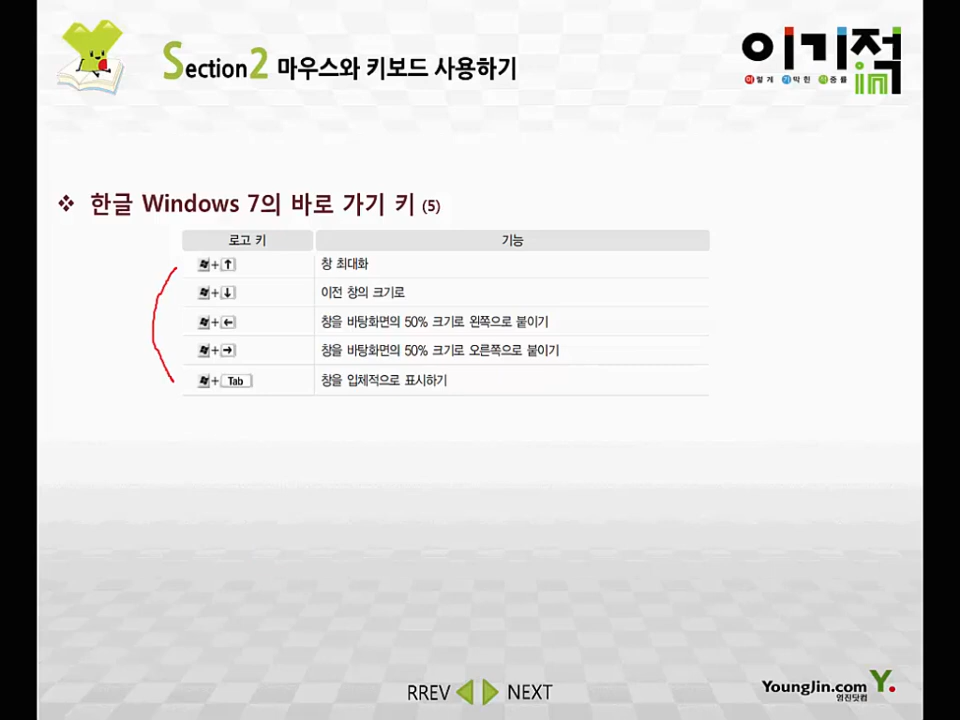 Section2 마우스와 키보드 사용하기
이기적in
이렇게 기막힌 적중률
❖ 한글 Windows 7의 바로 가기 키 (5)
로고 키 기능
+↑ 창 최대화
+↓ 이전 창의 크기로
+← 창을 바탕화면의 50% 크기로 왼쪽으로 붙이기
+→ 창을 바탕화면의 50% 크기로 오른쪽으로 붙이기
+Tab 창을 입체적으로 표시하기
RREV NEXT
YoungJin.com Y.
영진닷컴